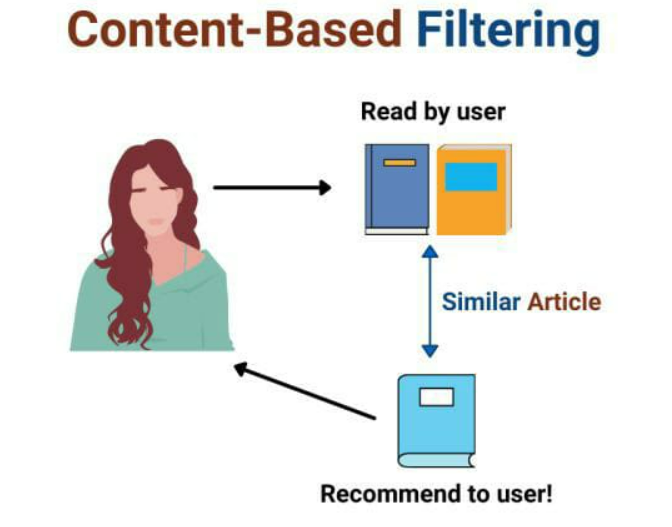 Content-Based Filtering
Read by user
Similar Article
Recommend to user!